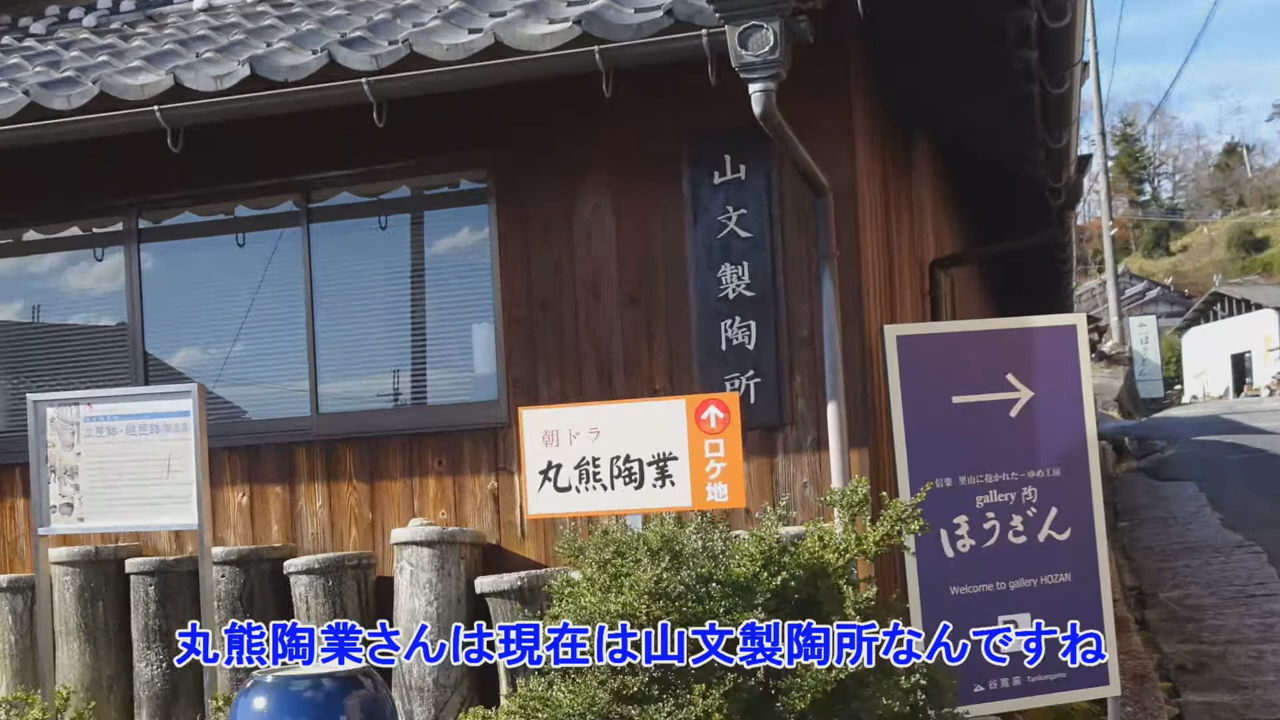 山文製陶所
朝ドラ
丸熊陶業
ロケ地
信楽 里山に抱かれた-ゆめ工房
gallery 陶
ほうざん
Welcome to gallery HOZAN
谷寛窯 Tanikangama
丸熊陶業さんは現在は山文製陶所なんですね